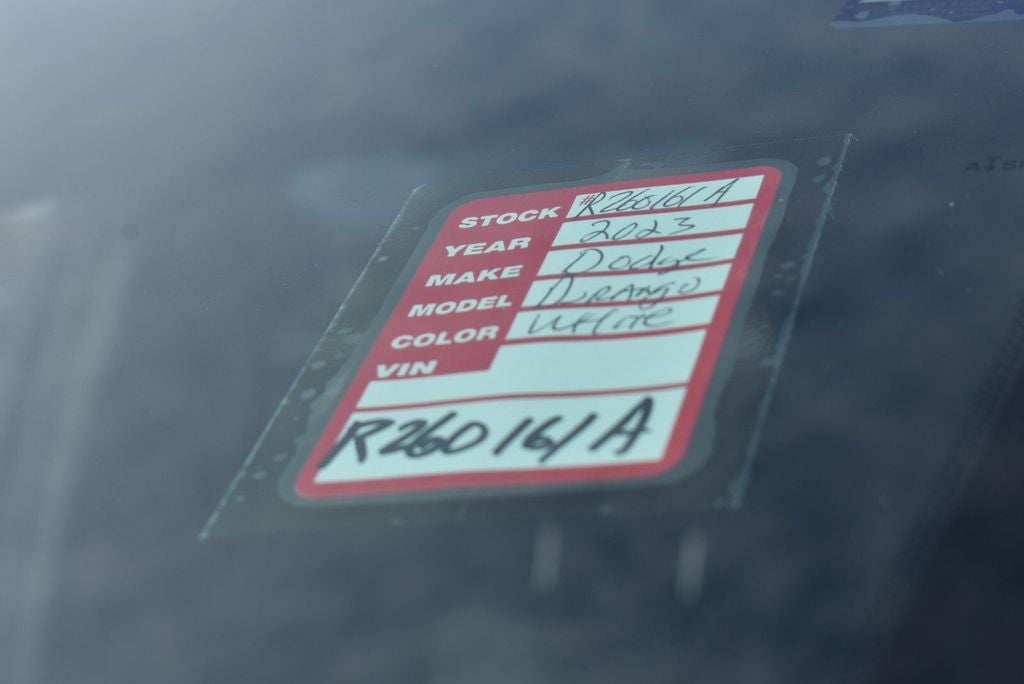 STOCK #R260161A
YEAR 2023
MAKE Dodge
MODEL DURANGO
COLOR WHITE
VIN
R260161A